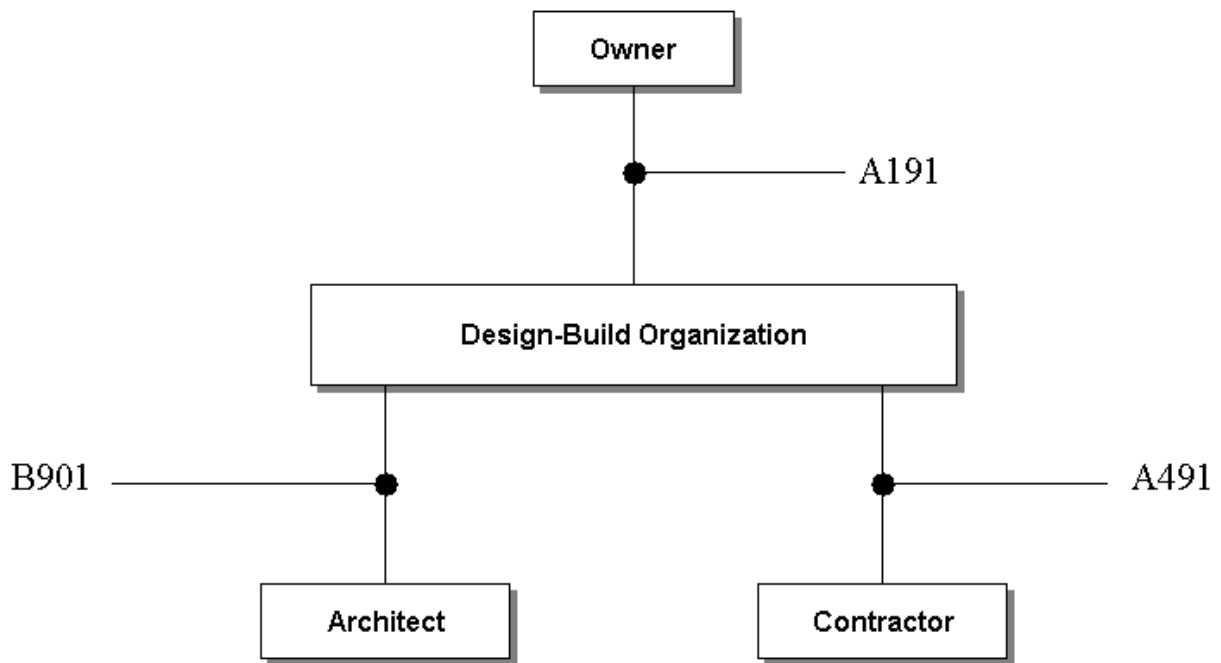 Owner
A191
Design-Build Organization
B901
A491
Architect
Contractor